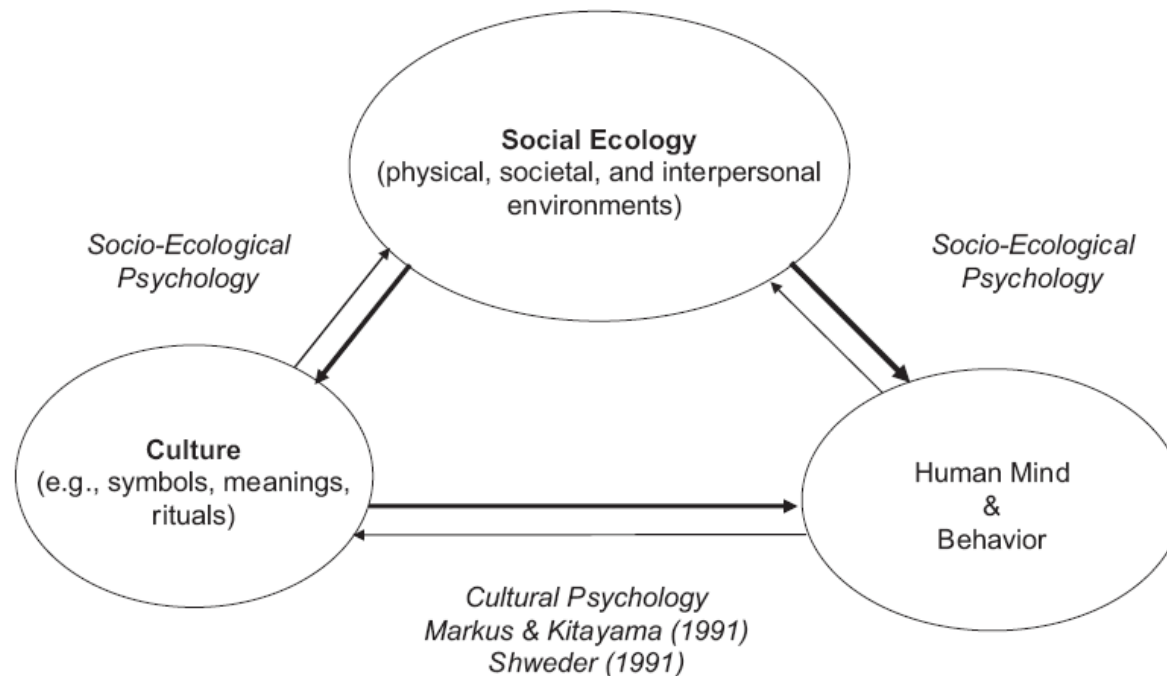 Social Ecology
(physical, societal, and interpersonal
environments)
Socio-Ecological
Psychology
Socio-Ecological
Psychology
Culture
(e.g., symbols, meanings,
rituals)
Human Mind
&
Behavior
Cultural Psychology
Markus & Kitayama (1991)
Shweder (1991)